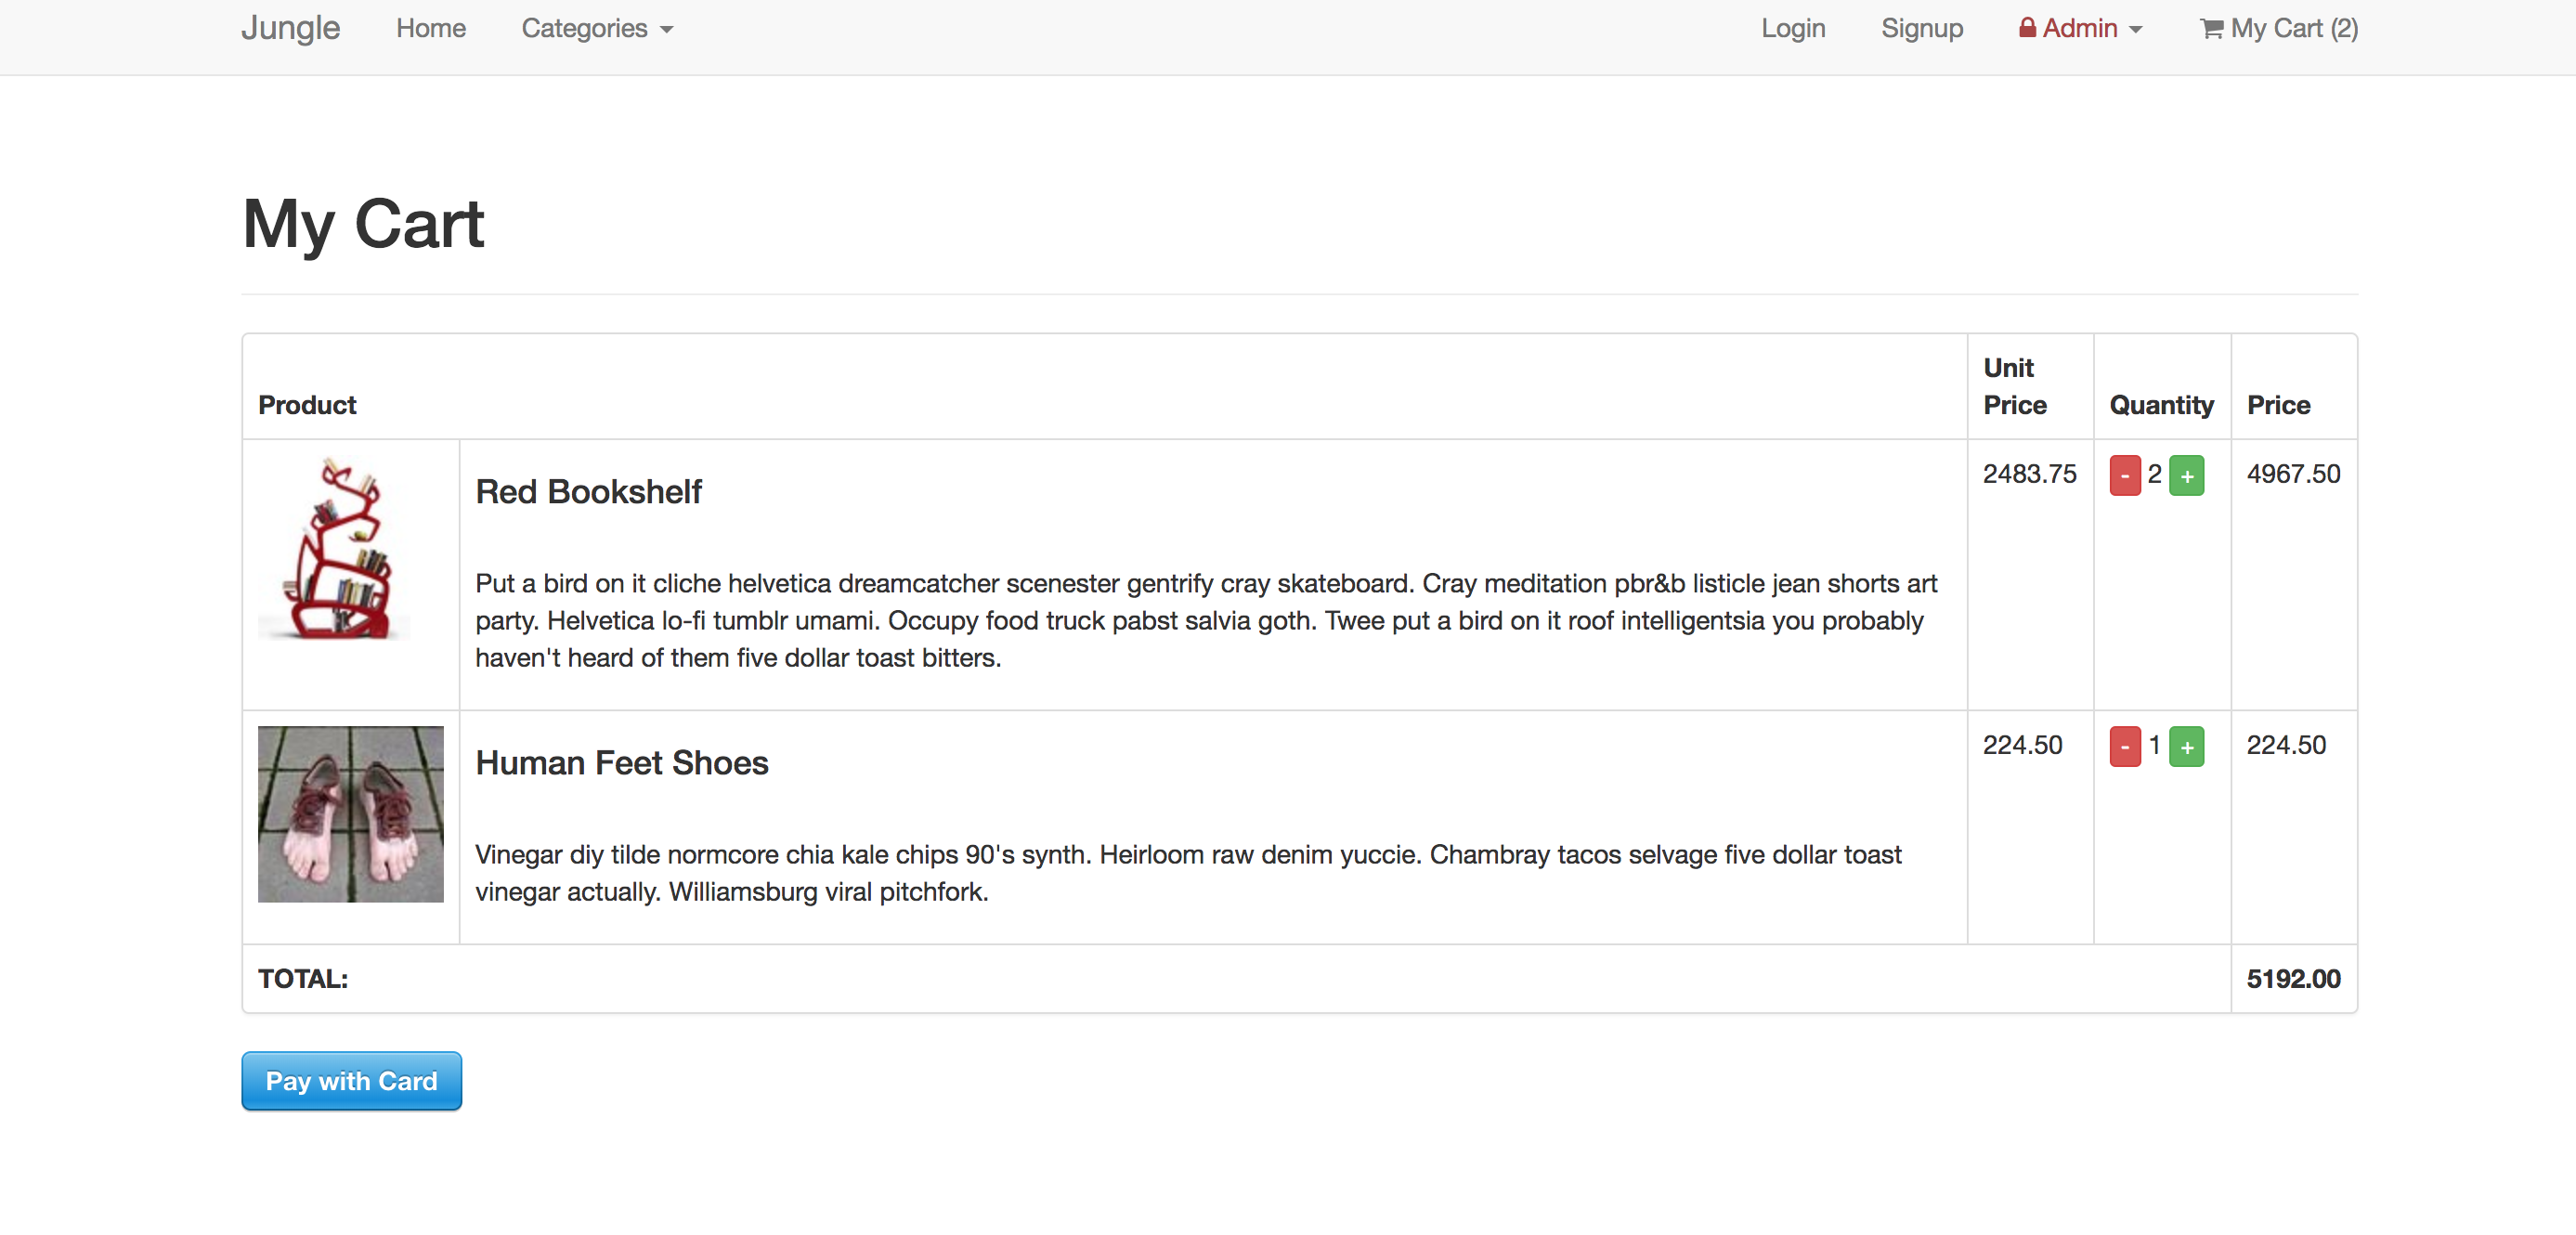 Jungle Home Categories Login Signup Admin My Cart (2)
My Cart
Product Unit Price Quantity Price
Red Bookshelf 2483.75 - 2 + 4967.50
Put a bird on it cliche helvetica dreamcatcher scenester gentrify cray skateboard. Cray meditation pbr&b listicle jean shorts art
party. Helvetica lo-fi tumblr umami. Occupy food truck pabst salvia goth. Twee put a bird on it roof intelligentsia you probably
haven't heard of them five dollar toast bitters.
Human Feet Shoes 224.50 - 1 + 224.50
Vinegar diy tilde normcore chia kale chips 90's synth. Heirloom raw denim yuccie. Chambray tacos selvage five dollar toast
vinegar actually. Williamsburg viral pitchfork.
TOTAL: 5192.00
Pay with Card